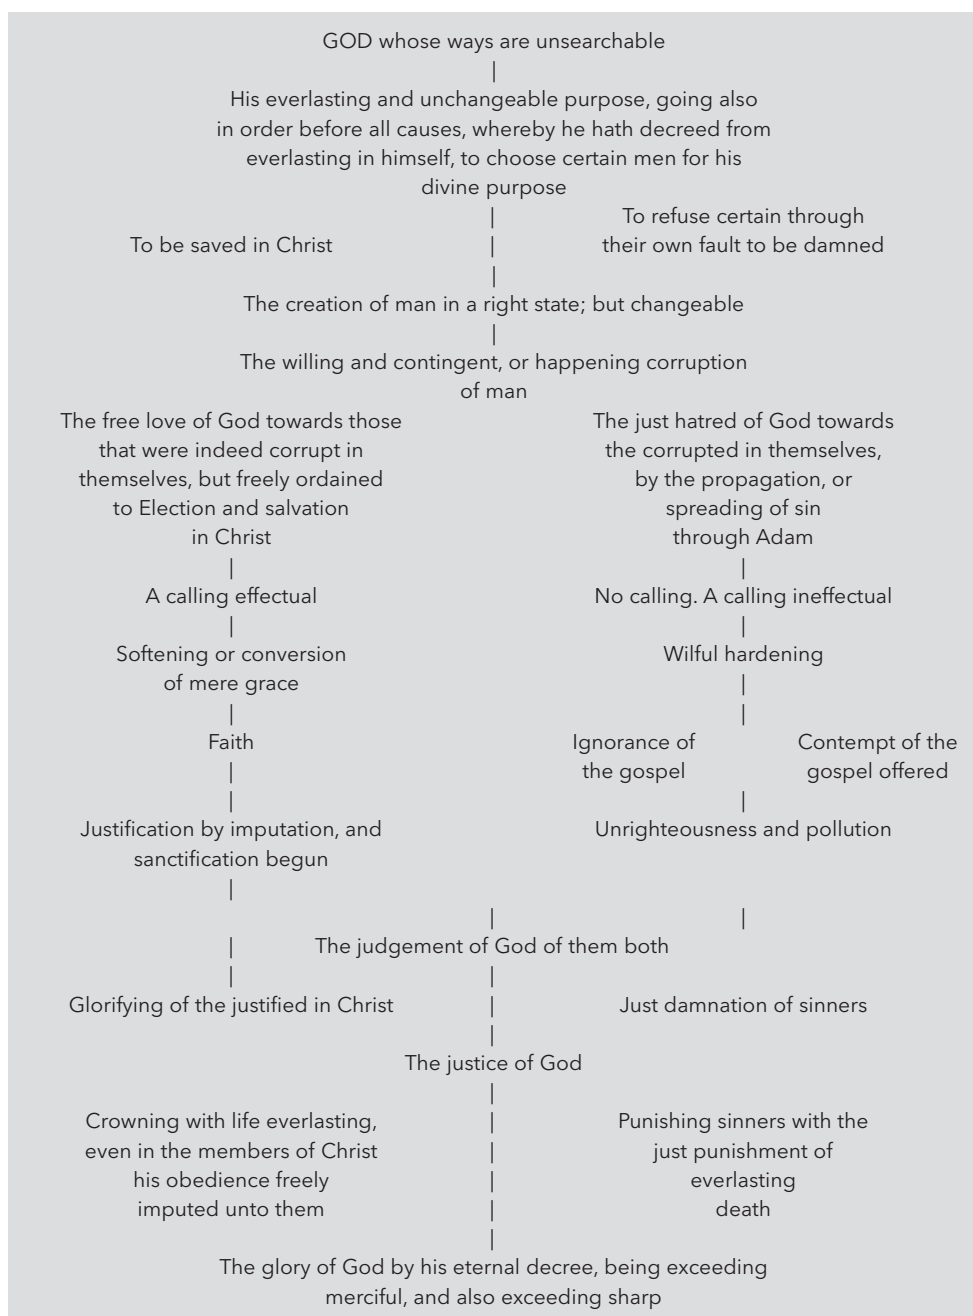 GOD whose ways are unsearchable
|
His everlasting and unchangeable purpose, going also
in order before all causes, whereby he hath decreed from
everlasting in himself, to choose certain men for his
divine purpose
|
To be saved in Christ
To refuse certain through
their own fault to be damned
|
|
The creation of man in a right state; but changeable
|
The willing and contingent, or happening corruption
of man
The free love of God towards those
that were indeed corrupt in
themselves, but freely ordained
to Election and salvation
in Christ
The just hatred of God towards
the corrupted in themselves,
by the propagation, or
spreading of sin
through Adam
| |
A calling effectual
No calling. A calling ineffectual
| |
Softening or conversion
of mere grace
Wilful hardening
|
| |
Faith
Ignorance of
the gospel
Contempt of the
gospel offered
|
| |
Justification by imputation, and
sanctification begun
Unrighteousness and pollution
|
| |
| The judgement of God of them both
| |
Glorifying of the justified in Christ | Just damnation of sinners
|
The justice of God
|
Crowning with life everlasting,
even in the members of Christ
his obedience freely
imputed unto them
|
|
|
|
Punishing sinners with the
just punishment of
everlasting
death
|
The glory of God by his eternal decree, being exceeding
merciful, and also exceeding sharp